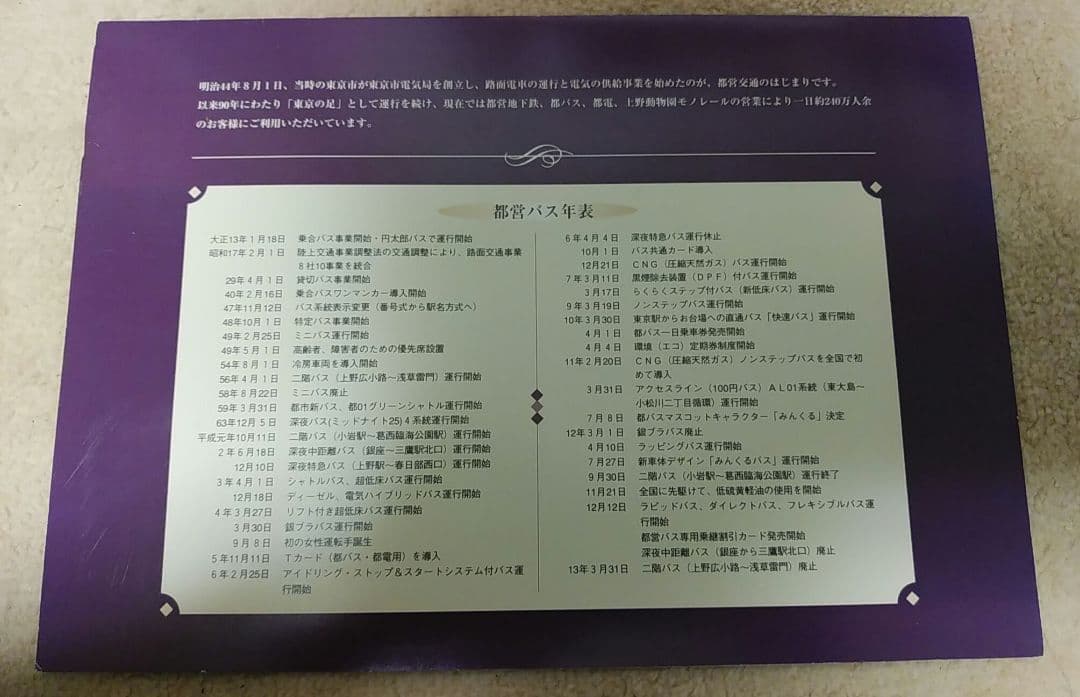 明治44年8月1日、当時の東京市が東京市電気局を創立し、路面電車の運行と電気の供給事業を始めたのが、都営交通のはじまりです。
以来90年にわたり「東京の足」として運行を続け、現在では都営地下鉄、都バス、都電、上野動物園モノレールの営業により一日約240万人余
のお客様にご利用いただいています。
都営バス年表
大正13年1月18日 乗合バス事業開始・円太郎バスで運行開始
昭和17年2月1日 陸上交通事業調整法の交通調整により、路面交通事業
8社10事業を統合
29年4月1日 貸切バス事業開始
40年2月16日 乗合バスワンマンカー導入開始
47年11月12日 バス系統表示変更（番号式から駅名方式へ）
48年10月1日 特定バス事業開始
49年2月25日 ミニバス運行開始
49年5月1日 高齢者、障害者のための優先席設置
54年8月1日 冷房車両を導入開始
56年4月1日 二階バス（上野広小路〜浅草雷門）運行開始
58年8月22日 ミニバス廃止
59年3月31日 都市新バス、都01グリーンシャトル運行開始
63年12月5日 深夜バス(ミッドナイト25)4系統運行開始
平成元年10月11日 二階バス（小岩駅〜葛西臨海公園駅）運行開始
2年6月18日 深夜中距離バス（銀座〜三鷹駅北口）運行開始
12月10日 深夜特急バス（上野駅〜春日部西口）運行開始
3年4月1日 シャトルバス、超低床バス運行開始
12月18日 ディーゼル、電気ハイブリッドバス運行開始
4年3月27日 リフト付き超低床バス運行開始
3月30日 銀ブラバス運行開始
9月8日 初の女性運転手誕生
5年11月11日 Tカード（都バス・都電用）を導入
6年2月25日 アイドリング・ストップ＆スタートシステム付バス運
行開始
6年4月4日 深夜特急バス運行休止
10月1日 バス共通カード導入
12月21日 CNG（圧縮天然ガス）バス運行開始
7年3月11日 黒煙除去装置（DPF）付バス運行開始
3月17日 らくらくステップ付バス（新低床バス）運行開始
9年3月19日 ノンステップバス運行開始
10年3月30日 東京駅からお台場への直通バス「快速バス」運行開始
4月1日 都バス一日乗車券発売開始
4月4日 環境（エコ）定期券制度開始
11年2月20日 CNG（圧縮天然ガス）ノンステップバスを全国で初
めて導入
3月31日 アクセスライン（100円バス）AL01系統（東大島〜
小松川二丁目循環）運行開始
7月8日 都バスマスコットキャラクター「みんくる」決定
12年3月1日 銀ブラバス廃止
4月10日 ラッピングバス運行開始
7月27日 新車体デザイン「みんくるバス」運行開始
9月30日 二階バス（小岩駅〜葛西臨海公園駅）運行終了
11月21日 全国に先駆けて、低硫黄軽油の使用を開始
12月12日 ラピッドバス、ダイレクトバス、フレキシブルバス運
行開始
都営バス専用乗継割引カード発売開始
深夜中距離バス（銀座から三鷹駅北口）廃止
13年3月31日 二階バス（上野広小路〜浅草雷門）廃止